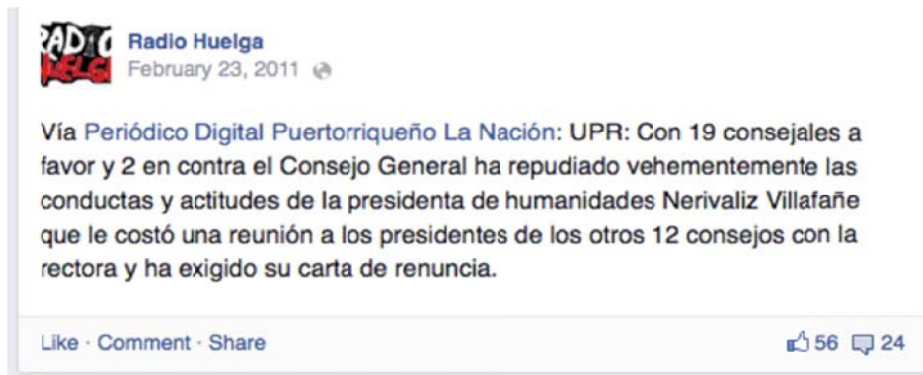 RADIO
HUELGA
Radio Huelga
February 23, 2011
Vía Periódico Digital Puertorriqueño La Nación: UPR: Con 19 consejales a
favor y 2 en contra el Consejo General ha repudiado vehementemente las
conductas y actitudes de la presidenta de humanidades Nerivaliz Villafañe
que le costó una reunión a los presidentes de los otros 12 consejos con la
rectora y ha exigido su carta de renuncia.
Like · Comment · Share 56 24